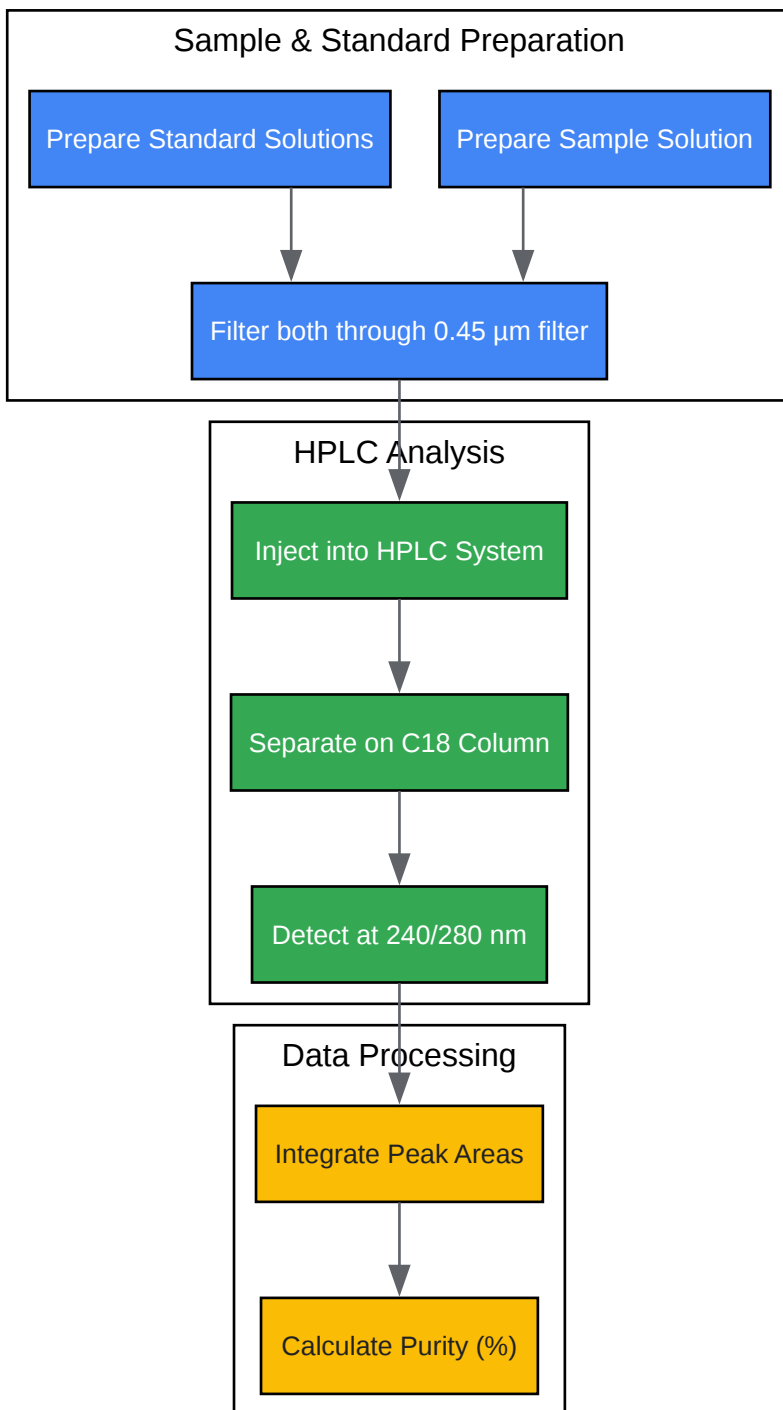 Sample & Standard Preparation
Prepare Standard Solutions
Prepare Sample Solution
Filter both through 0.45 µm filter
HPLC Analysis
Inject into HPLC System
Separate on C18 Column
Detect at 240/280 nm
Data Processing
Integrate Peak Areas
Calculate Purity (%)